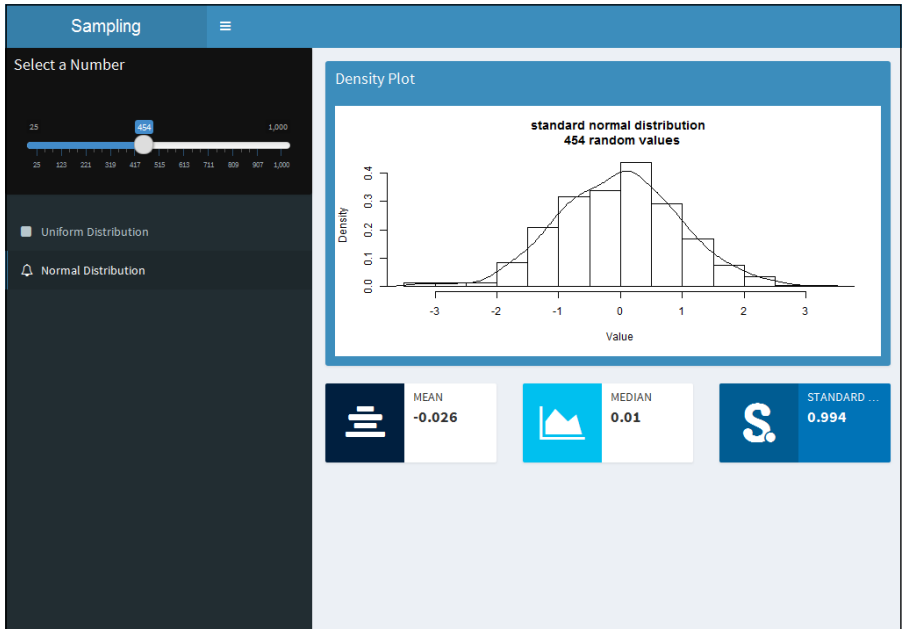 Sampling
Select a Number
25 454 1,000
25 123 221 319 417 515 613 711 809 907 1,000
Uniform Distribution
Normal Distribution
Density Plot
standard normal distribution
454 random values
Density
0.4
0.3
0.2
0.1
0.0
-3 -2 -1 0 1 2 3
Value
MEAN
-0.026
MEDIAN
0.01
STANDARD ...
0.994